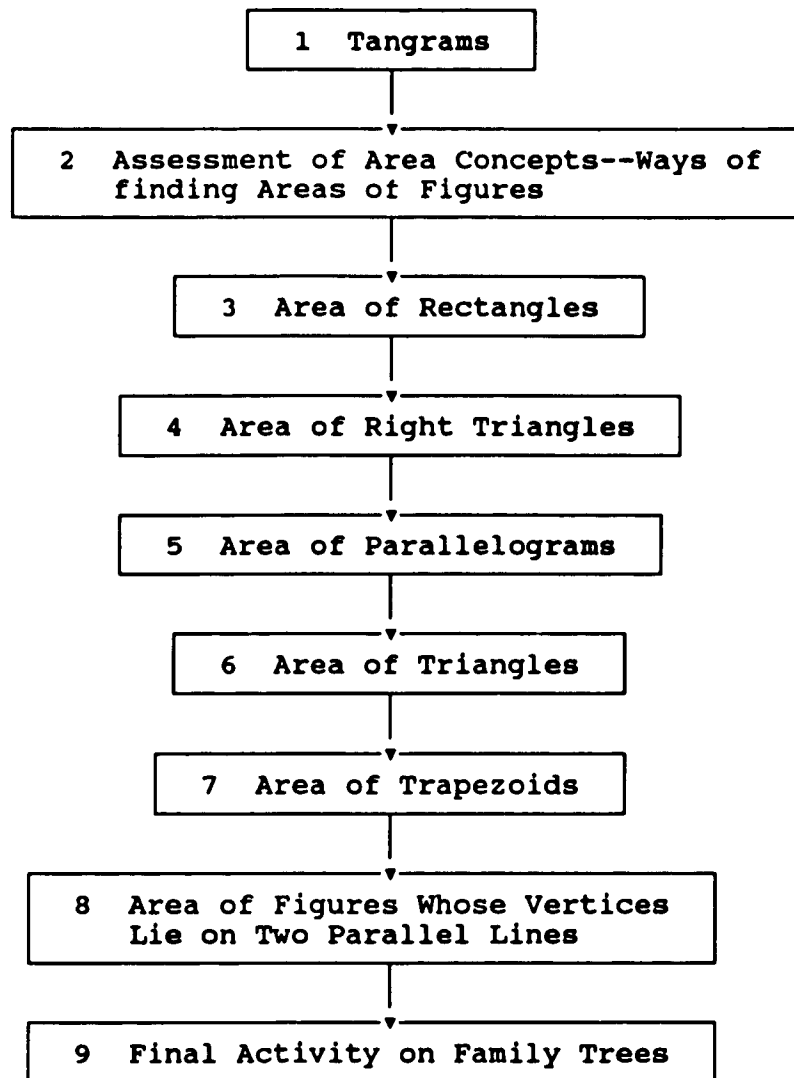 1 Tangrams
2 Assessment of Area Concepts--Ways of
finding Areas of Figures
3 Area of Rectangles
4 Area of Right Triangles
5 Area of Parallelograms
6 Area of Triangles
7 Area of Trapezoids
8 Area of Figures Whose Vertices
Lie on Two Parallel Lines
9 Final Activity on Family Trees